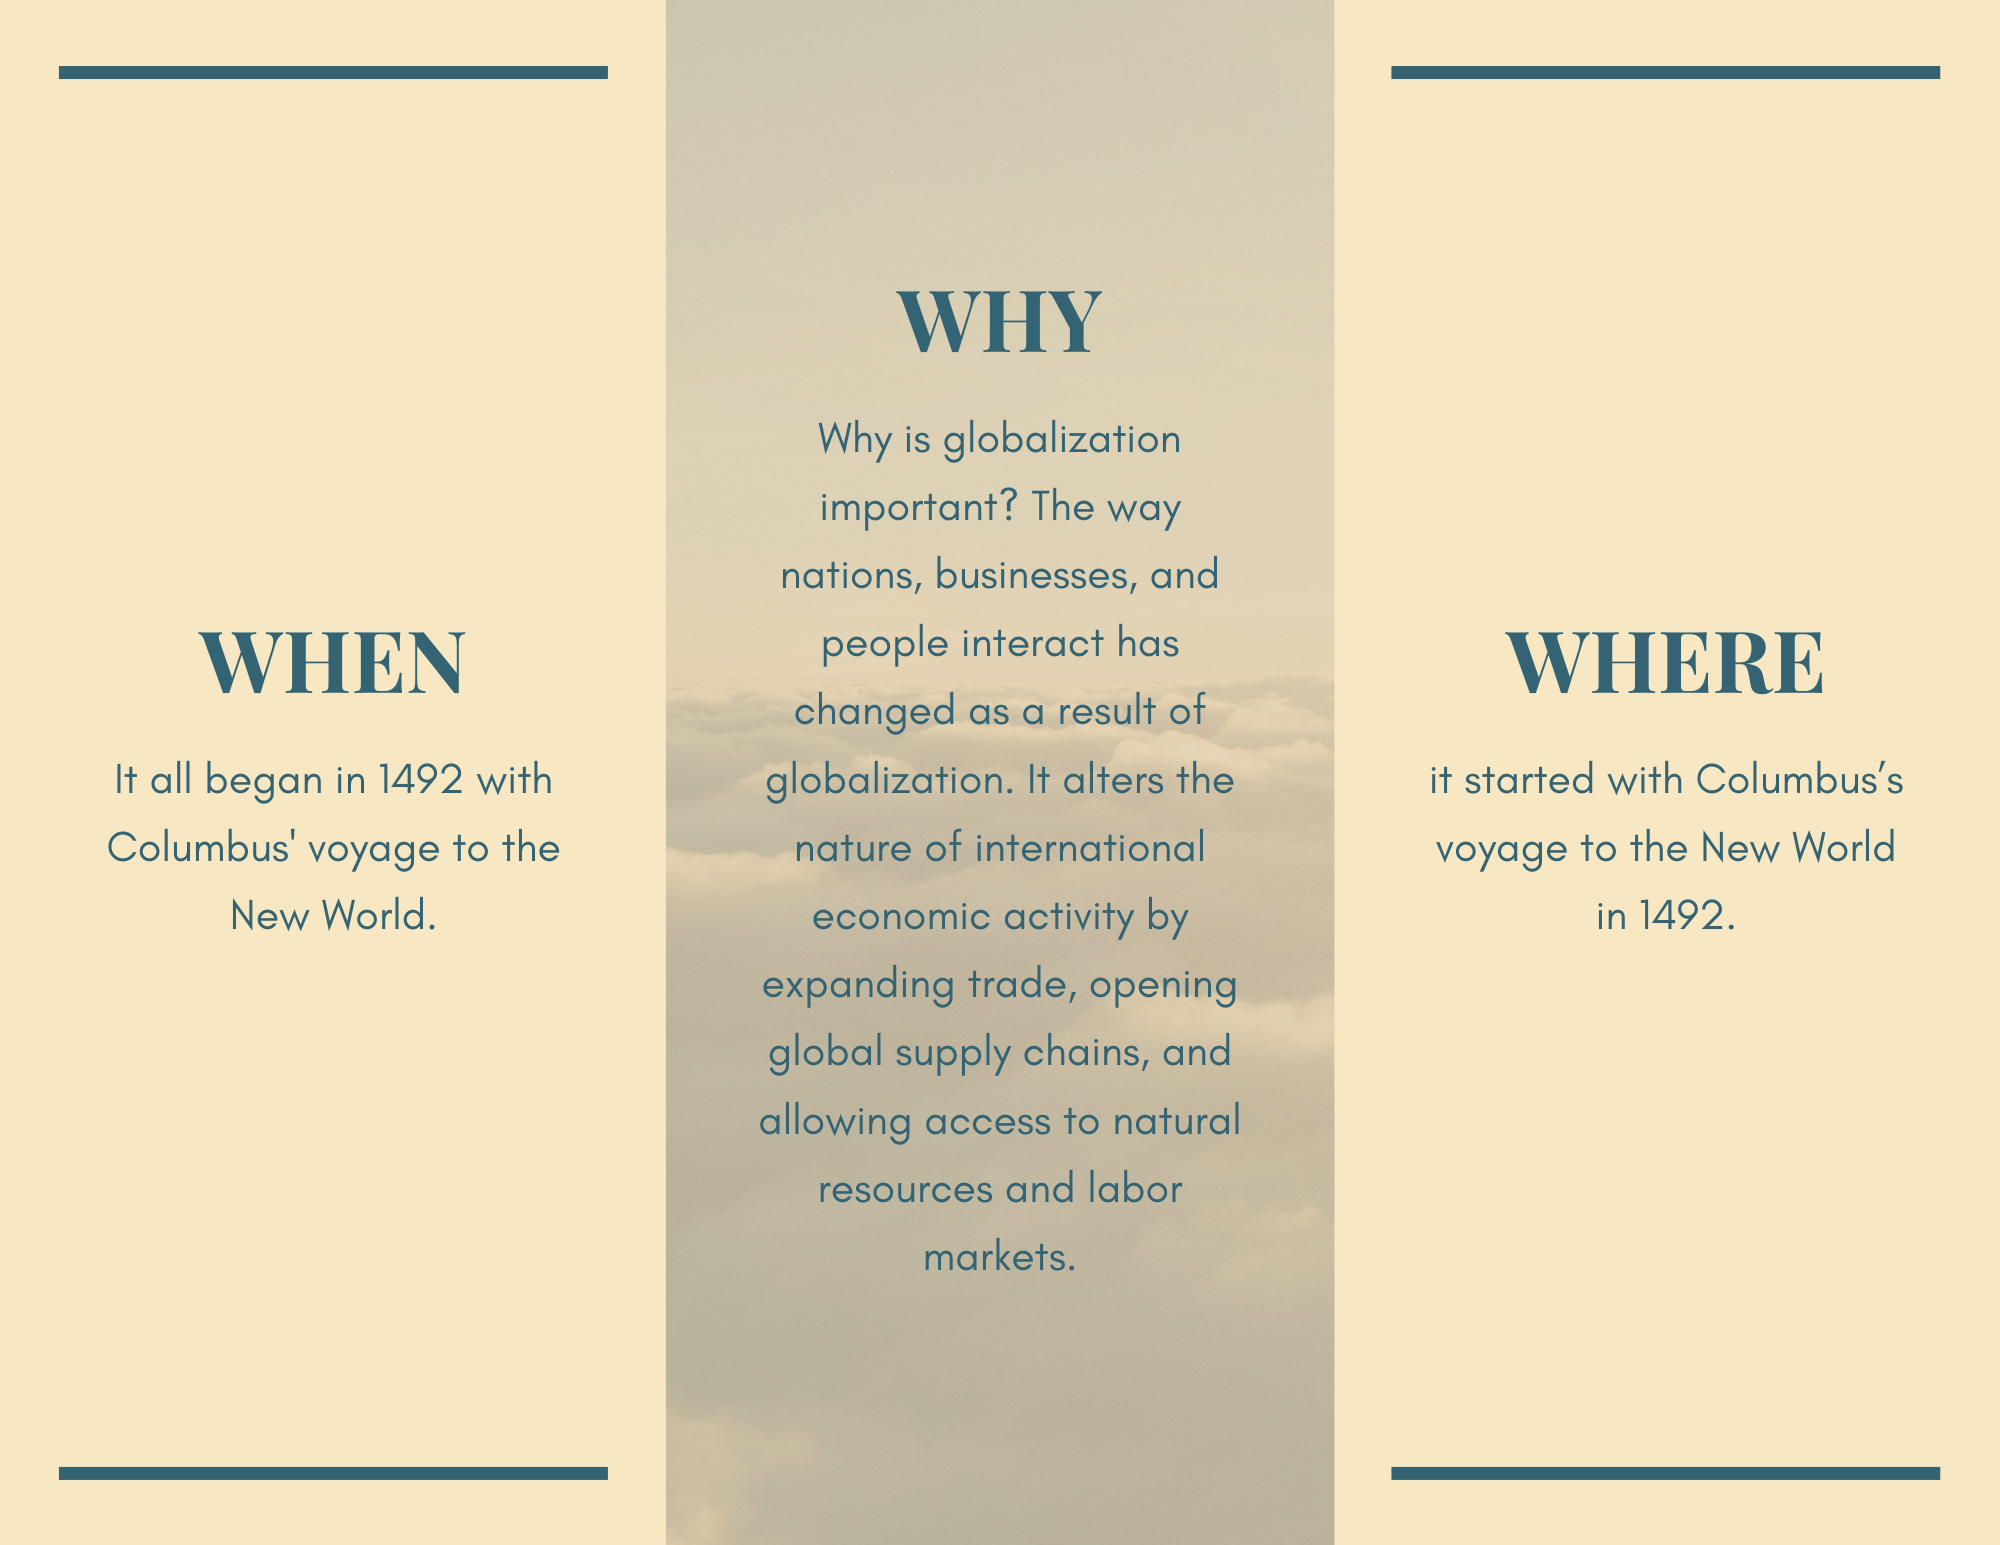 WHEN
It all began in 1492 with
Columbus' voyage to the
New World.
WHY
Why is globalization
important? The way
nations, businesses, and
people interact has
changed as a result of
globalization. It alters the
nature of international
economic activity by
expanding trade, opening
global supply chains, and
allowing access to natural
resources and labor
markets.
WHERE
it started with Columbus’s
voyage to the New World
in 1492.